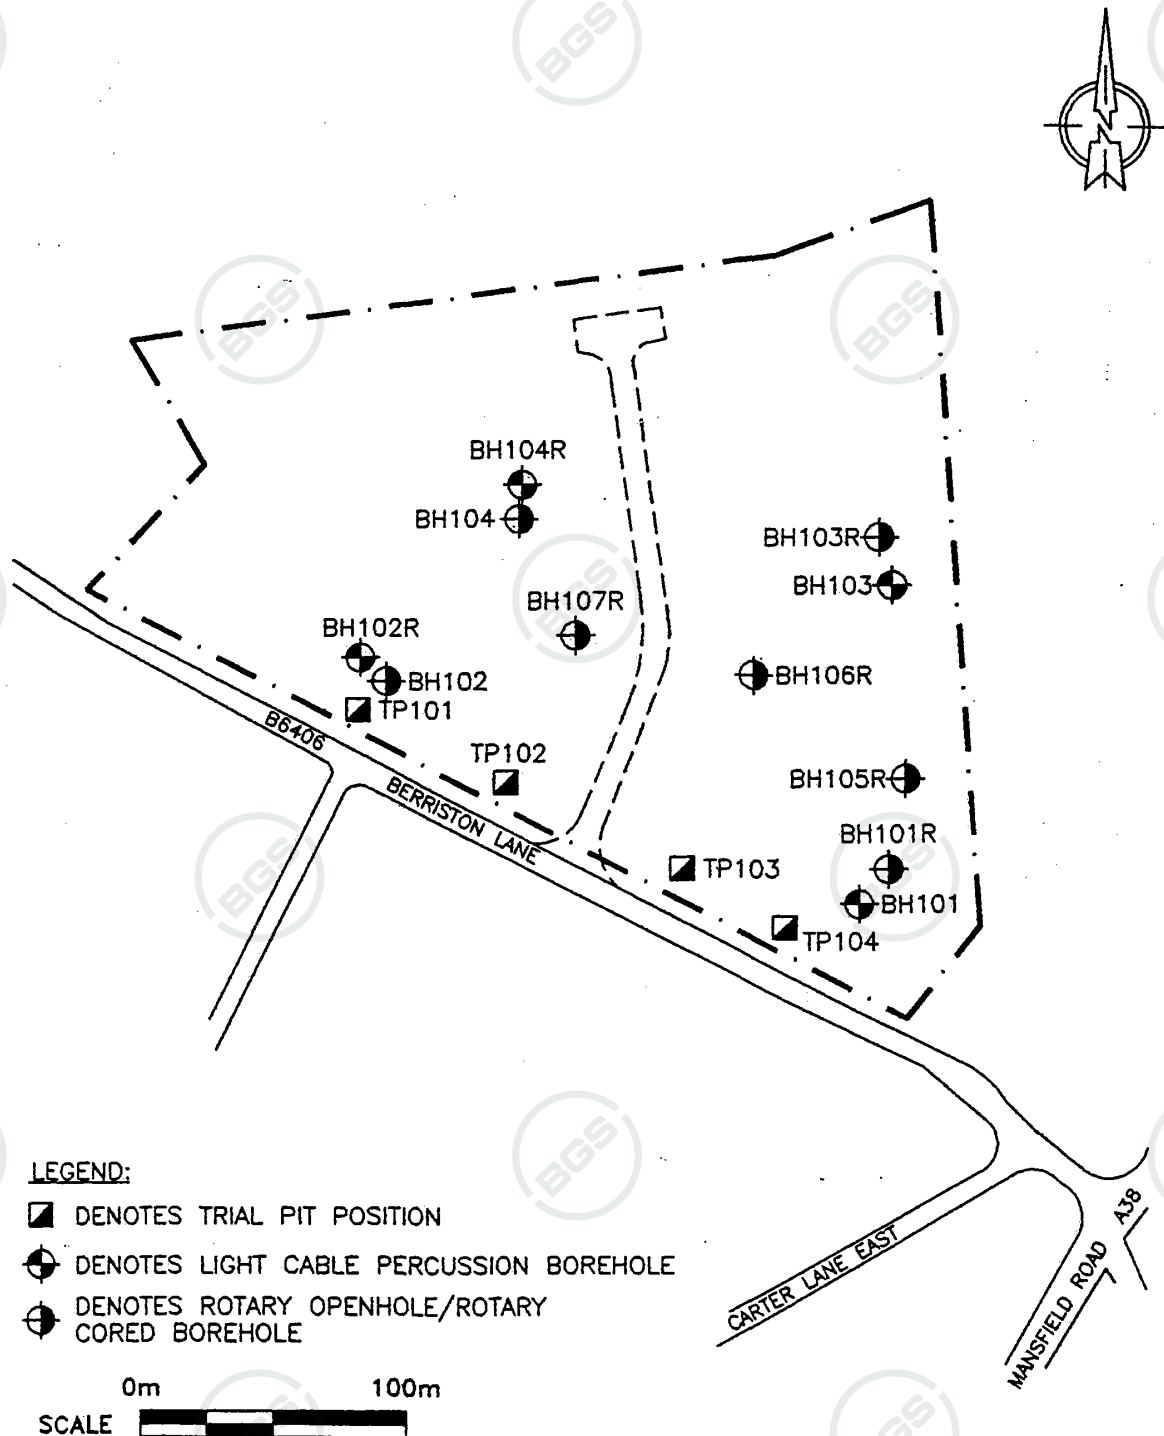 BGS
N
BH104R
BH104
BH103R
BH103
BH107R
BH102R
BH102
BH106R
TP101
B6406
TP102
BERRISTON LANE
BH105R
BH101R
TP103
BH101
TP104
LEGEND:
DENOTES TRIAL PIT POSITION
DENOTES LIGHT CABLE PERCUSSION BOREHOLE
DENOTES ROTARY OPENHOLE/ROTARY
CORED BOREHOLE
CARTER LANE EAST
MANSFIELD ROAD
A38
0m 100m
SCALE